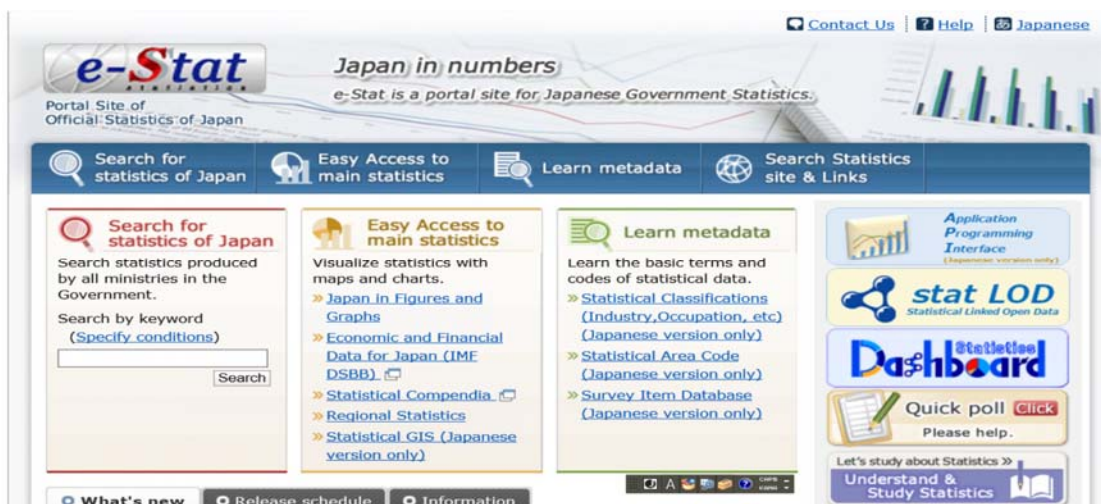 Contact Us Help Japanese
e-Stat
statistics
Portal Site of
Official Statistics of Japan
Japan in numbers
e-Stat is a portal site for Japanese Government Statistics.
Search for
statistics of Japan
Easy Access to
main statistics
Learn metadata
Search Statistics
site & Links
Search for
statistics of Japan
Search statistics produced
by all ministries in the
Government.
Search by keyword
(Specify conditions)
Search
Easy Access to
main statistics
Visualize statistics with
maps and charts.
» Japan in Figures and
Graphs
» Economic and Financial
Data for Japan (IMF
DSBB)
» Statistical Compendia
» Regional Statistics
» Statistical GIS (Japanese
version only)
Learn metadata
Learn the basic terms and
codes of statistical data.
» Statistical Classifications
(Industry,Occupation, etc)
(Japanese version only)
» Statistical Area Code
(Japanese version only)
» Survey Item Database
(Japanese version only)
Application
Programming
Interface
(Japanese version only)
stat LOD
Statistical Linked Open Data
Statistics
Dashboard
Quick poll Click
Please help.
Let's study about Statistics »
Understand &
Study Statistics
What's new Release schedule Information
A CAPS
KANA